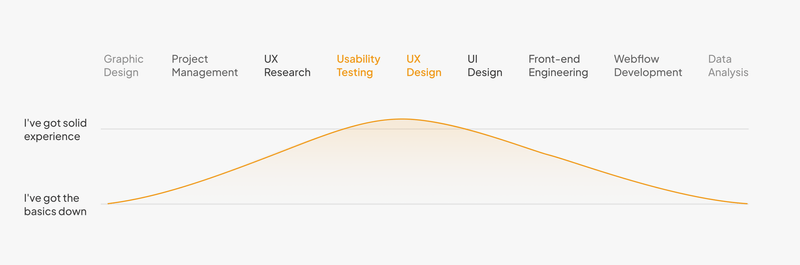 Graphic
Design
Project
Management
UX
Research
Usability
Testing
UX
Design
UI
Design
Front-end
Engineering
Webflow
Development
Data
Analysis
I've got solid
experience
I've got the
basics down